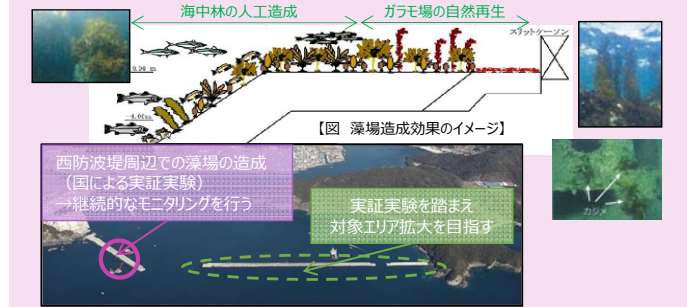 海中林の人工造成
ガラモ場の自然再生
スリットケーソン
0.00 m
-4.00m
【図 藻場造成効果のイメージ】
西防波堤周辺での藻場の造成
(国による実証実験)
→継続的なモニタリングを行う
実証実験を踏まえ
対象エリア拡大を目指す
カジメ